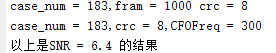 case_num = 183,fram = 1000 crc = 8
case_num = 183,crc = 8,CFOFreq = 300
以上是SNR = 6.4 的结果